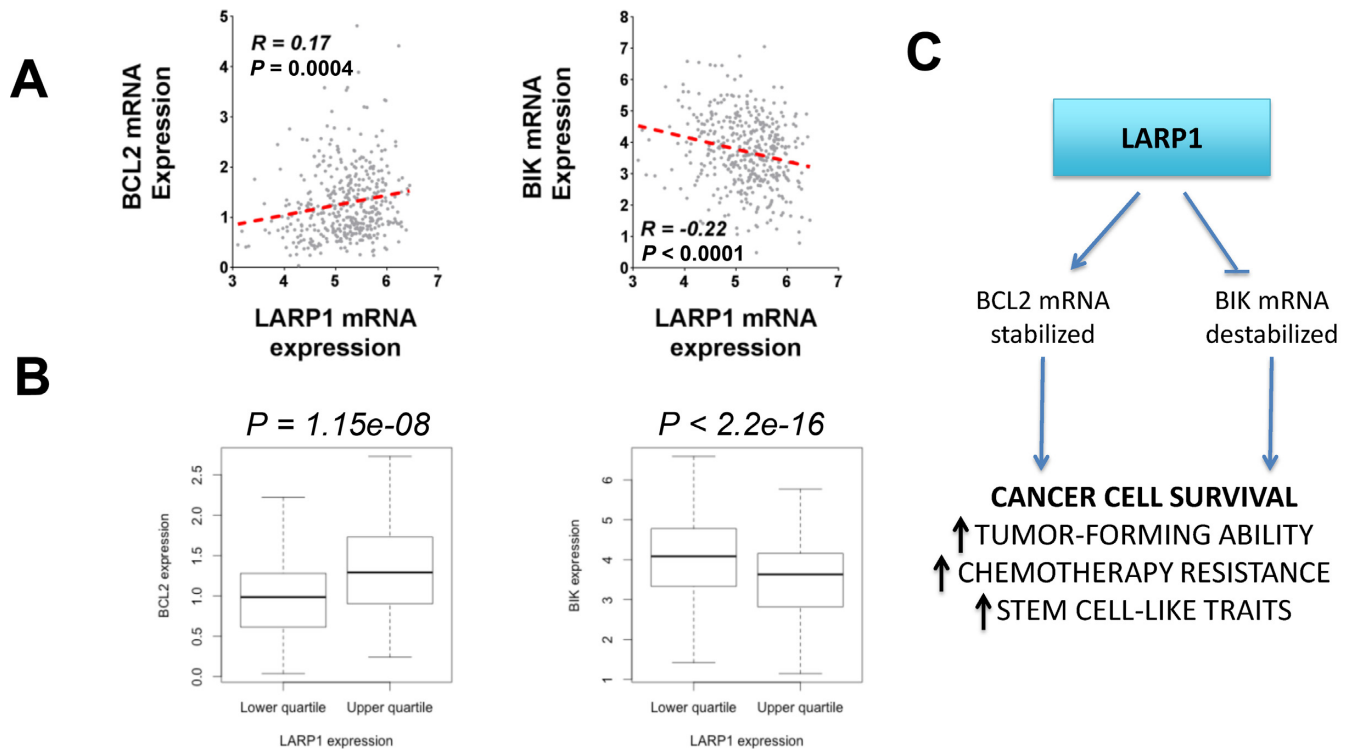 A
BCL2 mRNA
Expression
5
4
3
2
1
0
R = 0.17
P = 0.0004
3
4
5
6
7
LARP1 mRNA
expression
BIK mRNA
Expression
8
7
6
5
4
3
2
1
0
R = -0.22
P < 0.0001
3
4
5
6
7
LARP1 mRNA
expression
B
P = 1.15e-08
BCL2 expression
2.5
2.0
1.5
1.0
0.5
0.0
Lower quartile
Upper quartile
LARP1 expression
P < 2.2e-16
BIK expression
6
5
4
3
2
1
Lower quartile
Upper quartile
LARP1 expression
C
LARP1
BCL2 mRNA
stabilized
BIK mRNA
destabilized
CANCER CELL SURVIVAL
TUMOR-FORMING ABILITY
CHEMOTHERAPY RESISTANCE
STEM CELL-LIKE TRAITS